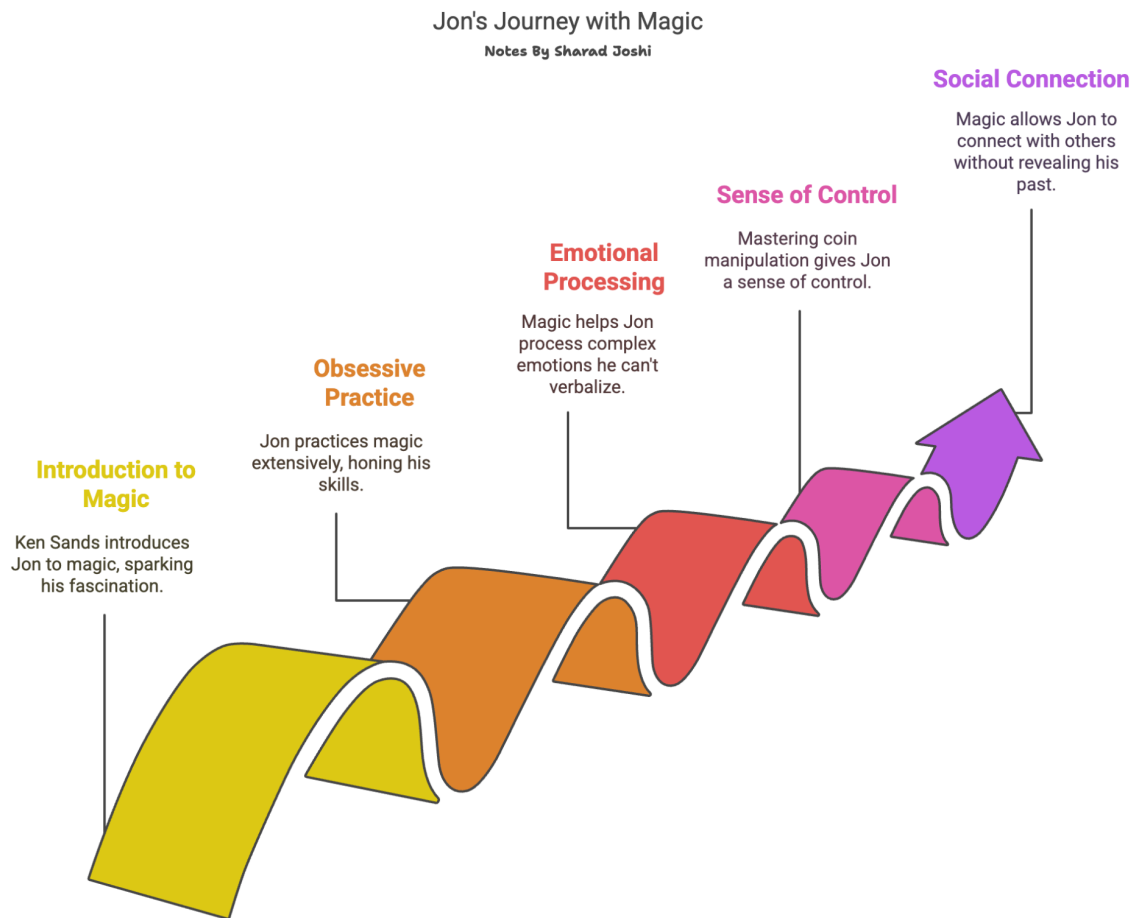 Jon's Journey with Magic
Notes By Sharad Joshi
Social Connection
Magic allows Jon to
connect with others
without revealing his
past.
Sense of Control
Mastering coin
manipulation gives Jon
a sense of control.
Emotional
Processing
Magic helps Jon
process complex
emotions he can't
verbalize.
Obsessive
Practice
Jon practices magic
extensively, honing his
skills.
Introduction to
Magic
Ken Sands introduces
Jon to magic, sparking
his fascination.